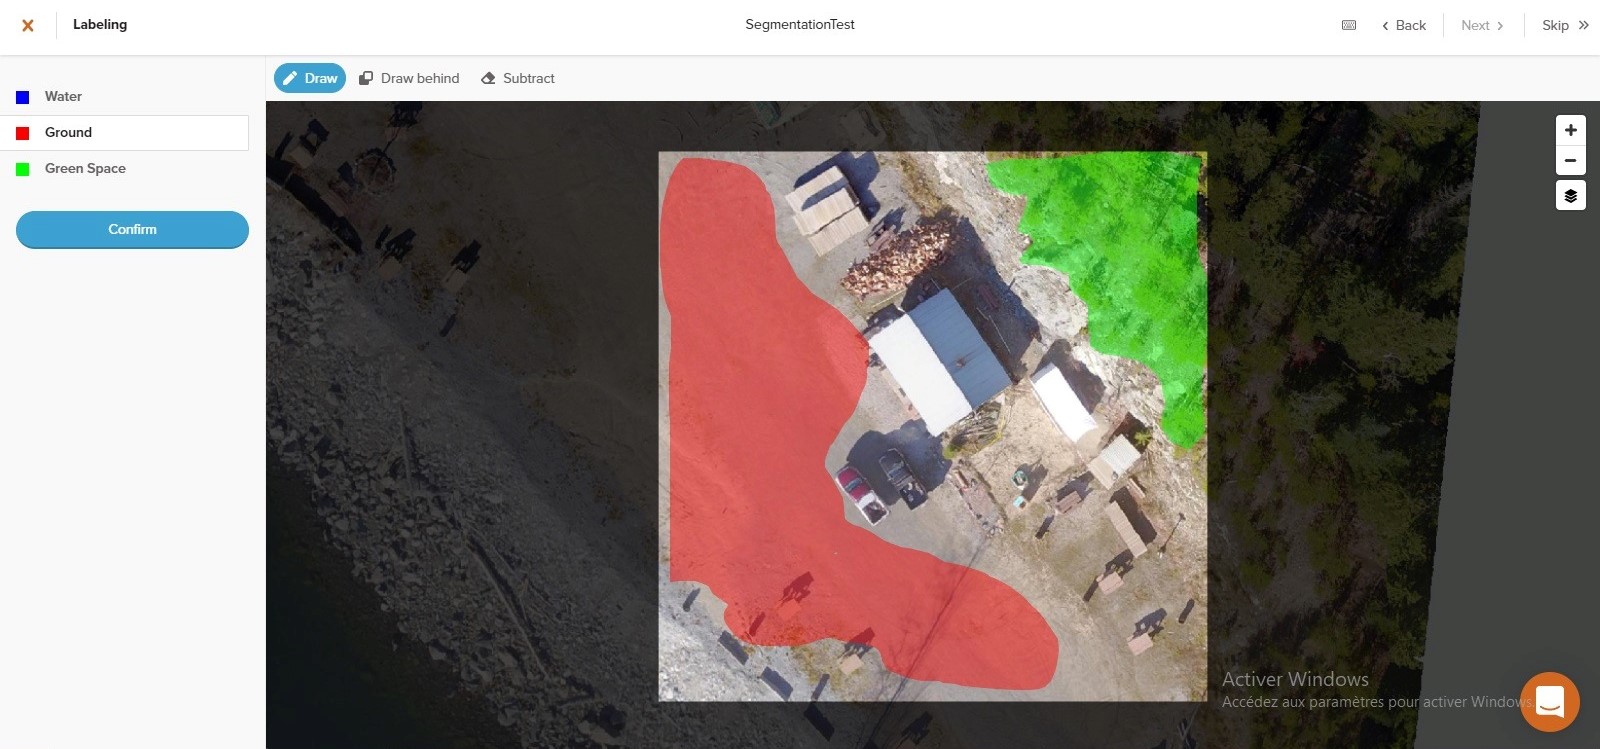 Labeling
SegmentationTest
Back
Next
Skip
Water
Ground
Green Space
Confirm
Draw
Draw behind
Subtract
Activer Windows
Accédez aux paramètres pour activer Windows.